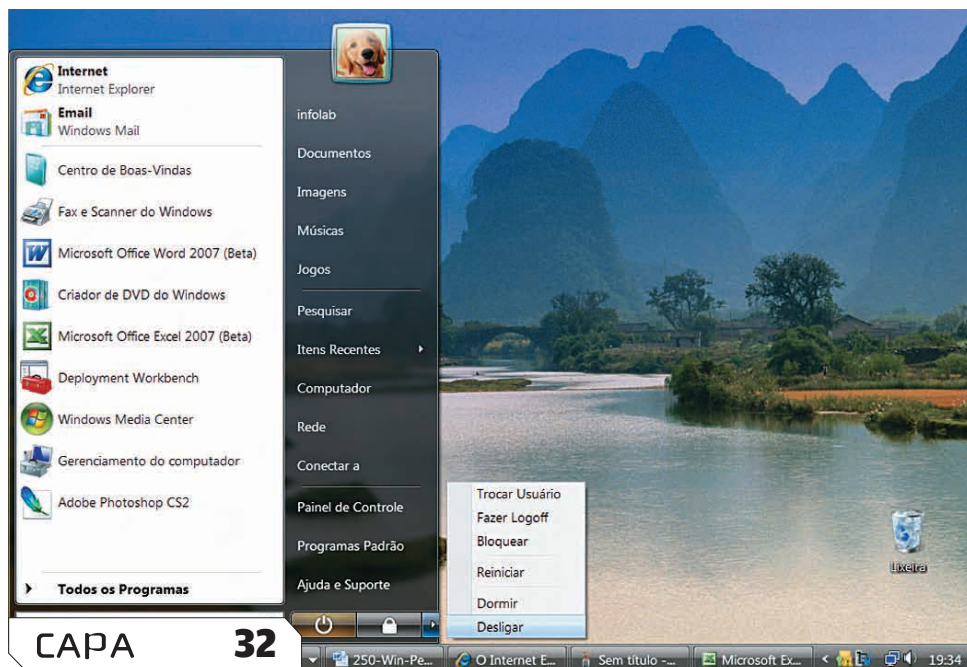 Internet
Internet Explorer
Email
Windows Mail
Centro de Boas-Vindas
Fax e Scanner do Windows
Microsoft Office Word 2007 (Beta)
Criador de DVD do Windows
Microsoft Office Excel 2007 (Beta)
Deployment Workbench
Windows Media Center
Gerenciamento do computador
Adobe Photoshop CS2
Todos os Programas
infolab
Documentos
Imagens
Músicas
Jogos
Pesquisar
Itens Recentes
Computador
Rede
Conectar a
Painel de Controle
Programas Padrão
Ajuda e Suporte
Trocar Usuário
Fazer Logoff
Bloquear
Reiniciar
Dormir
Desligar
Lixeira
CAPA 32
250-Win-Pe...
O Internet E...
Sem título -...
Microsoft Ex...
19:34